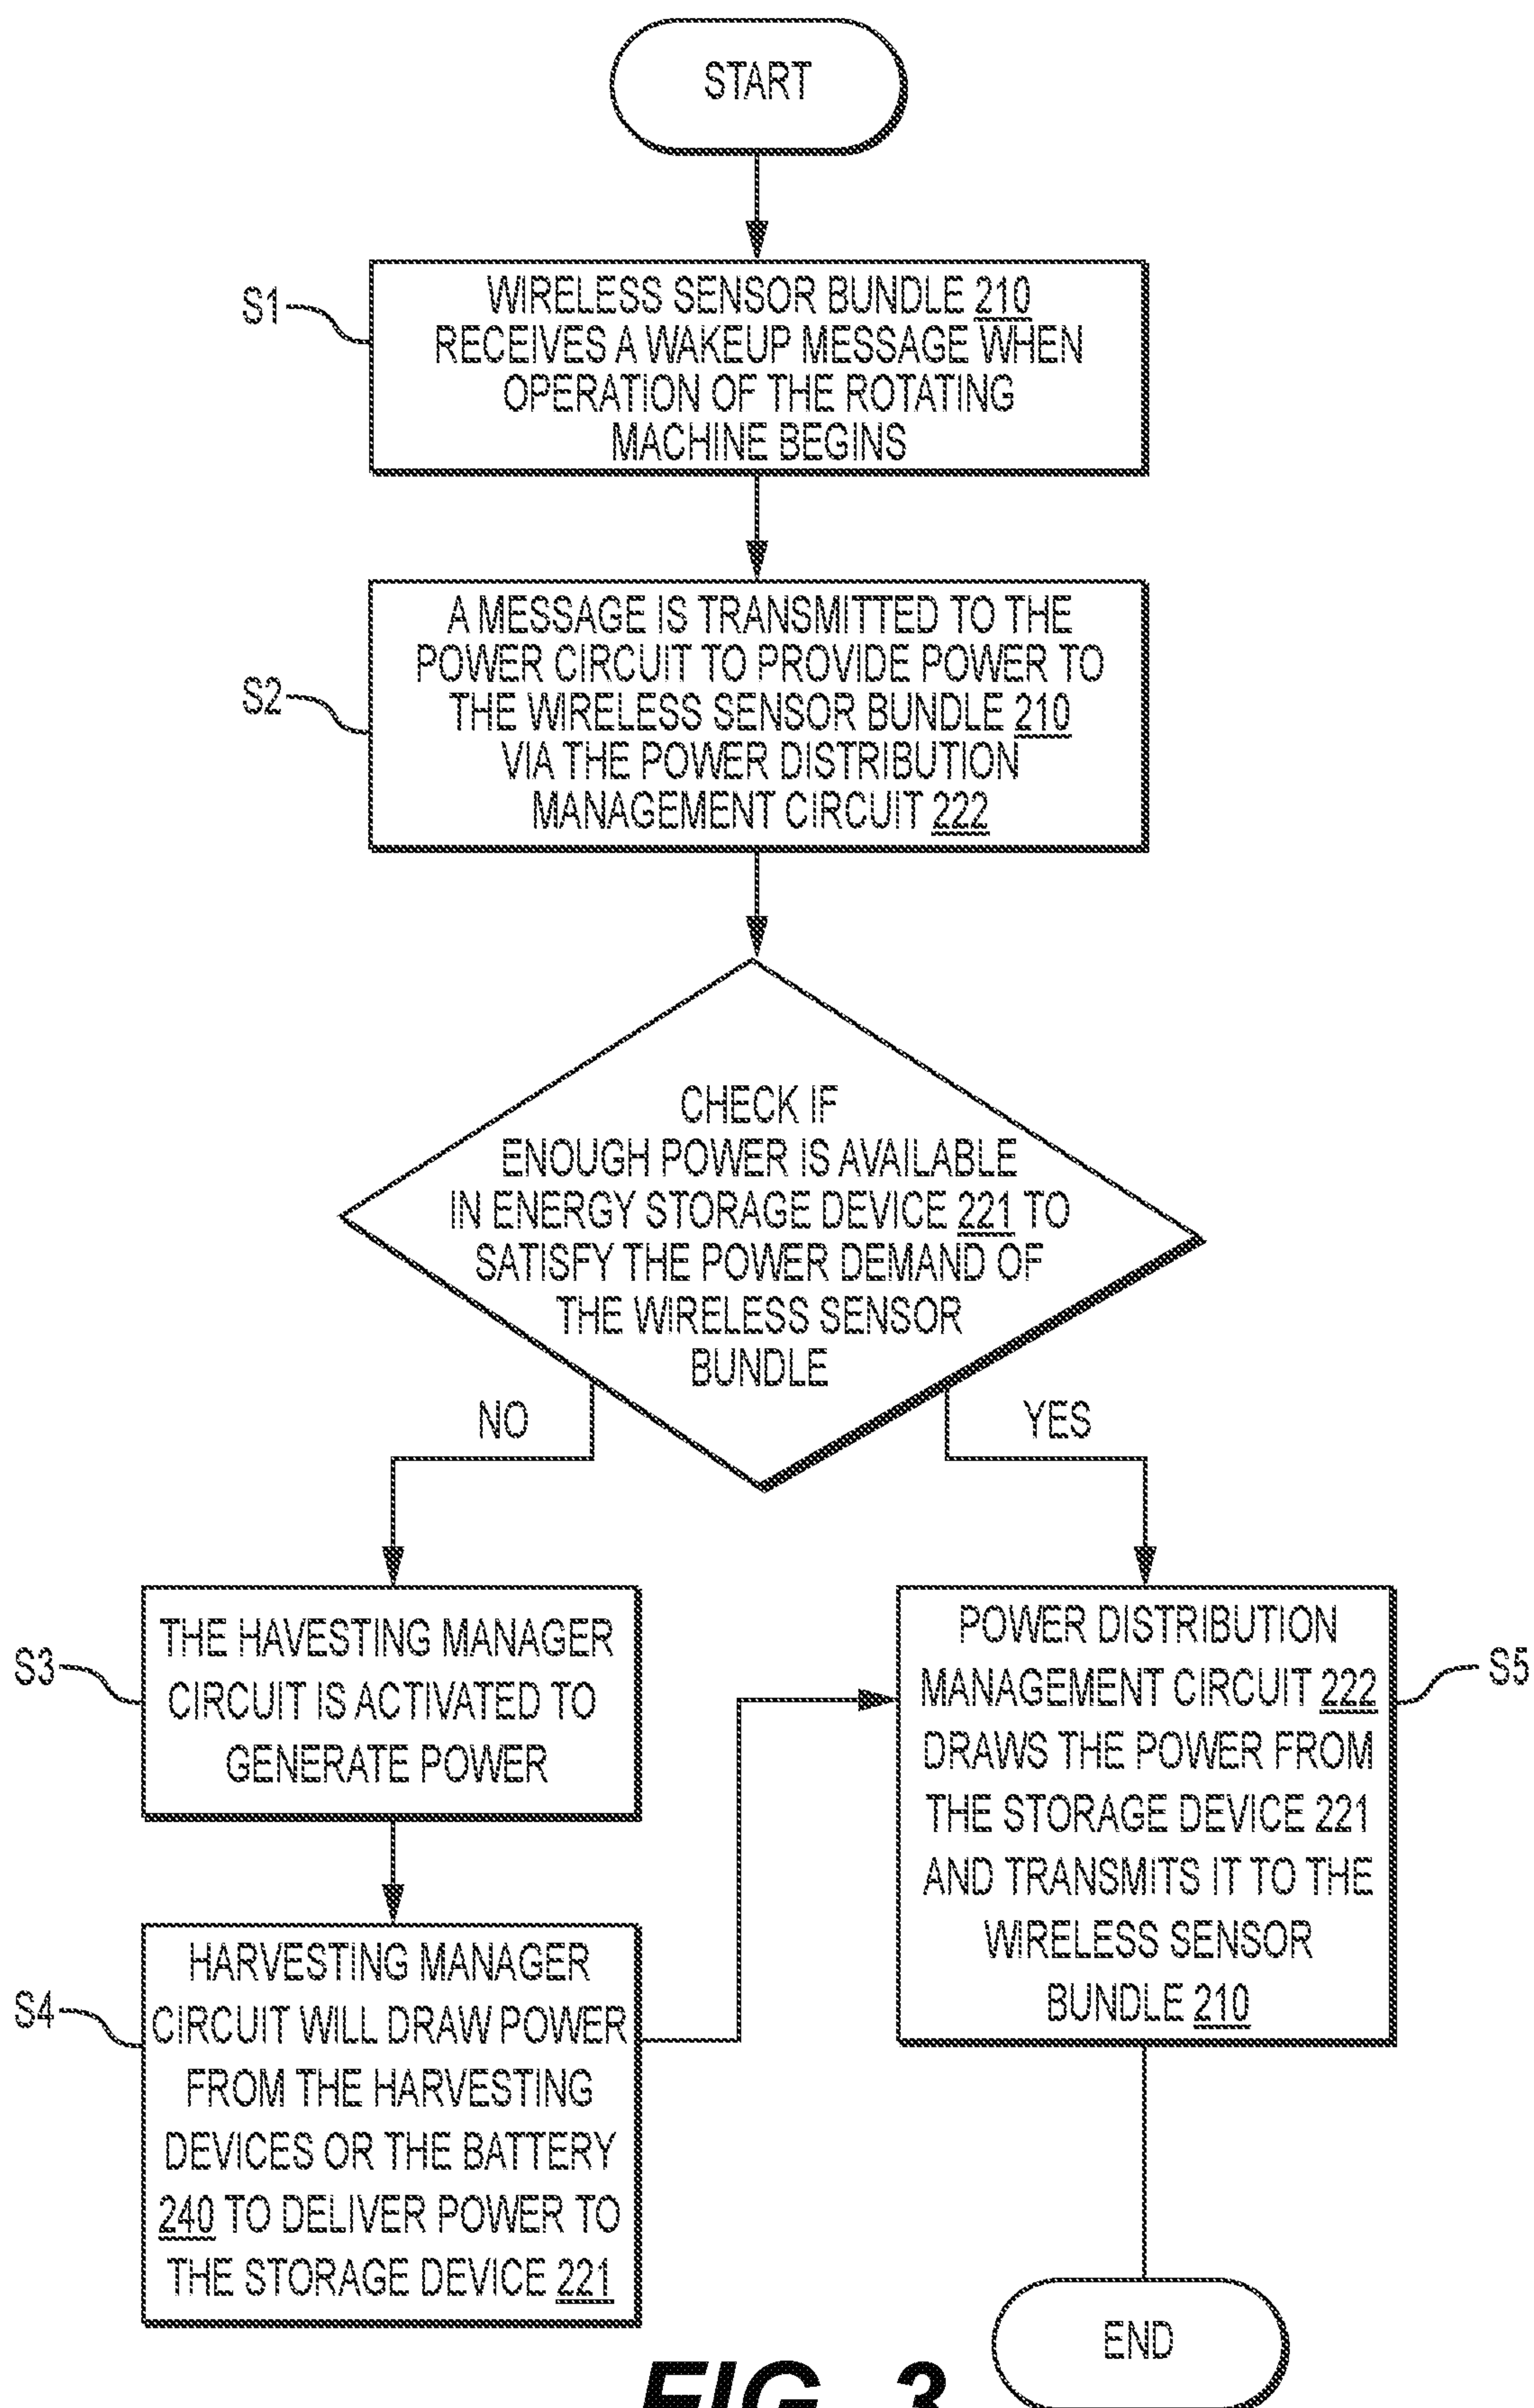 START
S1
WIRELESS SENSOR BUNDLE 210
RECEIVES A WAKEUP MESSAGE WHEN
OPERATION OF THE ROTATING
MACHINE BEGINS
S2
A MESSAGE IS TRANSMITTED TO THE
POWER CIRCUIT TO PROVIDE POWER TO
THE WIRELESS SENSOR BUNDLE 210
VIA THE POWER DISTRIBUTION
MANAGEMENT CIRCUIT 222
CHECK IF
ENOUGH POWER IS AVAILABLE
IN ENERGY STORAGE DEVICE 221 TO
SATISFY THE POWER DEMAND OF
THE WIRELESS SENSOR
BUNDLE
NO
YES
S3
THE HAVESTING MANAGER
CIRCUIT IS ACTIVATED TO
GENERATE POWER
S4
HARVESTING MANAGER
CIRCUIT WILL DRAW POWER
FROM THE HARVESTING
DEVICES OR THE BATTERY
240 TO DELIVER POWER TO
THE STORAGE DEVICE 221
POWER DISTRIBUTION
MANAGEMENT CIRCUIT 222
DRAWS THE POWER FROM
THE STORAGE DEVICE 221
AND TRANSMITS IT TO THE
WIRELESS SENSOR
BUNDLE 210
S5
END
FIG. 3